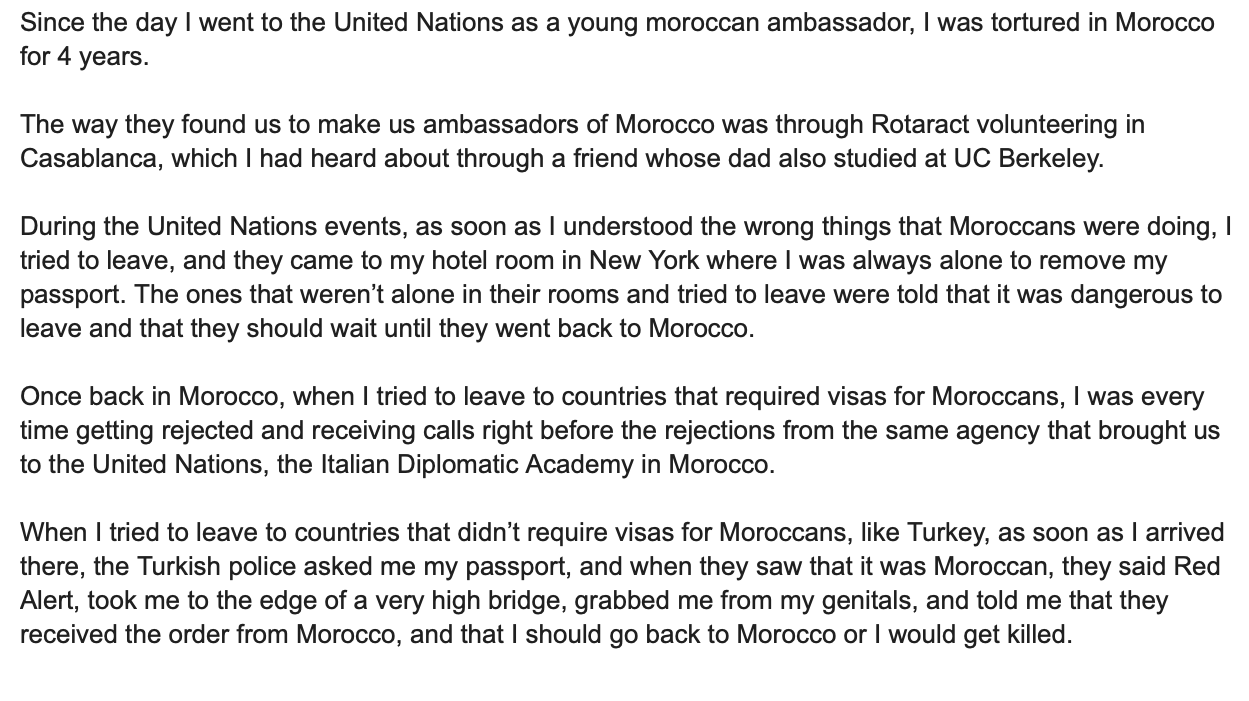 Since the day I went to the United Nations as a young moroccan ambassador, I was tortured in Morocco
for 4 years.
The way they found us to make us ambassadors of Morocco was through Rotaract volunteering in
Casablanca, which I had heard about through a friend whose dad also studied at UC Berkeley.
During the United Nations events, as soon as I understood the wrong things that Moroccans were doing, I
tried to leave, and they came to my hotel room in New York where I was always alone to remove my
passport. The ones that weren’t alone in their rooms and tried to leave were told that it was dangerous to
leave and that they should wait until they went back to Morocco.
Once back in Morocco, when I tried to leave to countries that required visas for Moroccans, I was every
time getting rejected and receiving calls right before the rejections from the same agency that brought us
to the United Nations, the Italian Diplomatic Academy in Morocco.
When I tried to leave to countries that didn’t require visas for Moroccans, like Turkey, as soon as I arrived
there, the Turkish police asked me my passport, and when they saw that it was Moroccan, they said Red
Alert, took me to the edge of a very high bridge, grabbed me from my genitals, and told me that they
received the order from Morocco, and that I should go back to Morocco or I would get killed.